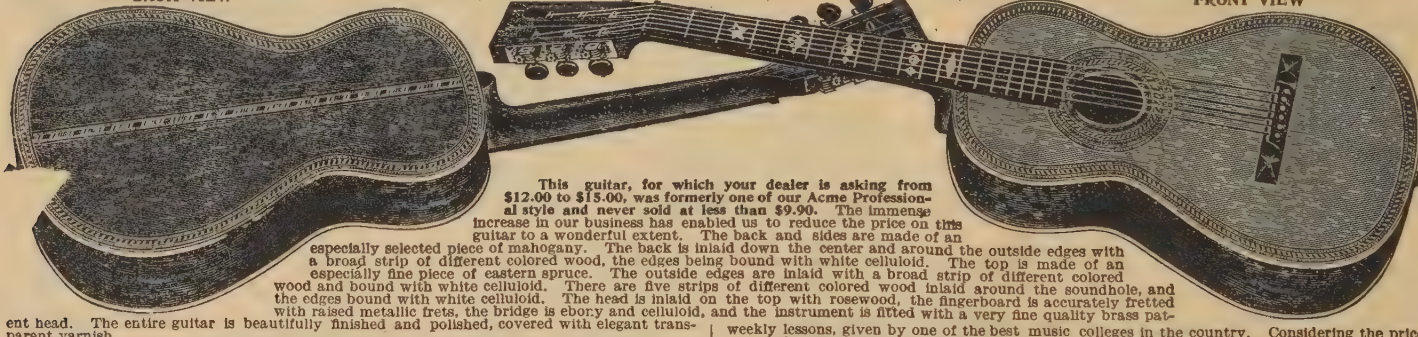 BACK VIEW
FRONT VIEW
This guitar, for which your dealer is asking from
$12.00 to $15.00, was formerly one of our Acme Profession-
al style and never sold at less than $9.90. The immense
increase in our business has enabled us to reduce the price on this
guitar to a wonderful extent. The back and sides are made of an
especially selected piece of mahogany. The back is inlaid down the center and around the outside edges with
a broad strip of different colored wood, the edges being bound with white celluloid. The top is made of an
especially fine piece of eastern spruce. The outside edges are inlaid with a broad strip of different colored
wood and bound with white celluloid. There are five strips of different colored wood inlaid around the soundhole, and
the edges bound with white celluloid. The head is inlaid on the top with rosewood, the fingerboard is accurately fretted
with raised metallic frets, the bridge is ebony and celluloid, and the instrument is fitted with a very fine quality brass pat-
ent head. The entire guitar is beautifully finished and polished, covered with elegant trans-
parent varnish
weekly lessons, given by one of the best music colleges in the country. Considering the price